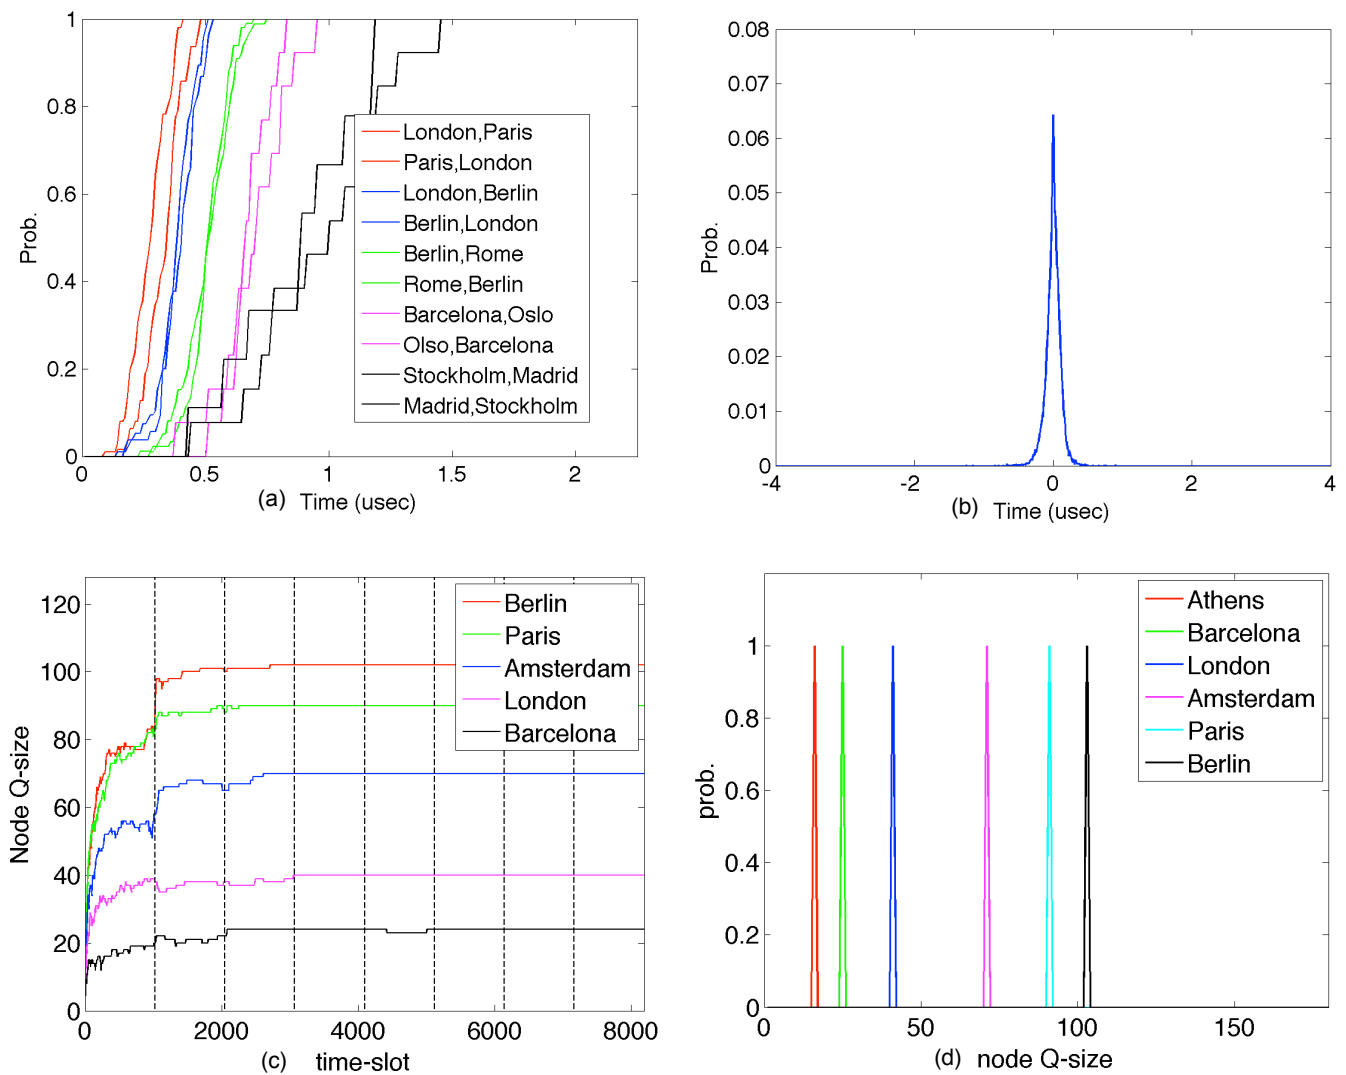 1
0.8
0.6
0.4
0.2
0
Prob.
0
0.5
1
1.5
2
(a)
Time (usec)
London,Paris
Paris,London
London,Berlin
Berlin,London
Berlin,Rome
Rome,Berlin
Barcelona,Oslo
Olso,Barcelona
Stockholm,Madrid
Madrid,Stockholm
0.08
0.07
0.06
0.05
0.04
0.03
0.02
0.01
0
Prob.
-4
-2
0
2
4
(b)
Time (usec)
120
100
80
60
40
20
0
Node Q-size
0
2000
4000
6000
8000
(c)
time-slot
Berlin
Paris
Amsterdam
London
Barcelona
1
0.8
0.6
0.4
0.2
0
prob.
0
50
100
150
(d)
node Q-size
Athens
Barcelona
London
Amsterdam
Paris
Berlin